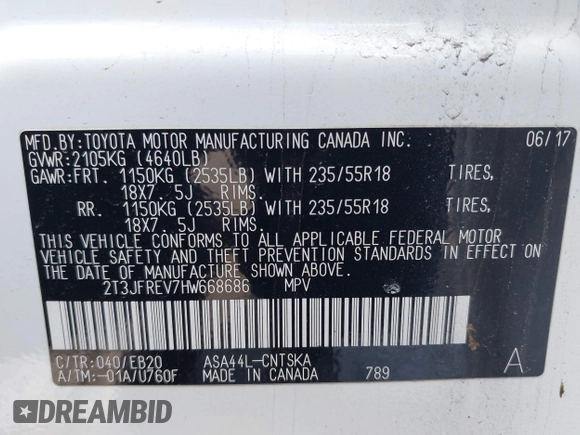 MFD.BY:TOYOTA MOTOR MANUFACTURING CANADA INC. 06/17
GVWR:2105KG (4640LB)
GAWR:FRT. 1150KG (2535LB) WITH 235/55R18 TIRES,
18X7. 5J RIMS.
RR. 1150KG (2535LB) WITH 235/55R18 TIRES,
18X7. 5J RIMS.
THIS VEHICLE CONFORMS TO ALL APPLICABLE FEDERAL MOTOR
VEHICLE SAFETY AND THEFT PREVENTION STANDARDS IN EFFECT ON
THE DATE OF MANUFACTURE SHOWN ABOVE.
2T3JFREV7HW668686 MPV
C/TR:040/EB20 ASA44L-CNTSKA A
A/TM:-01A/U760F MADE IN CANADA 789
DREAMBID